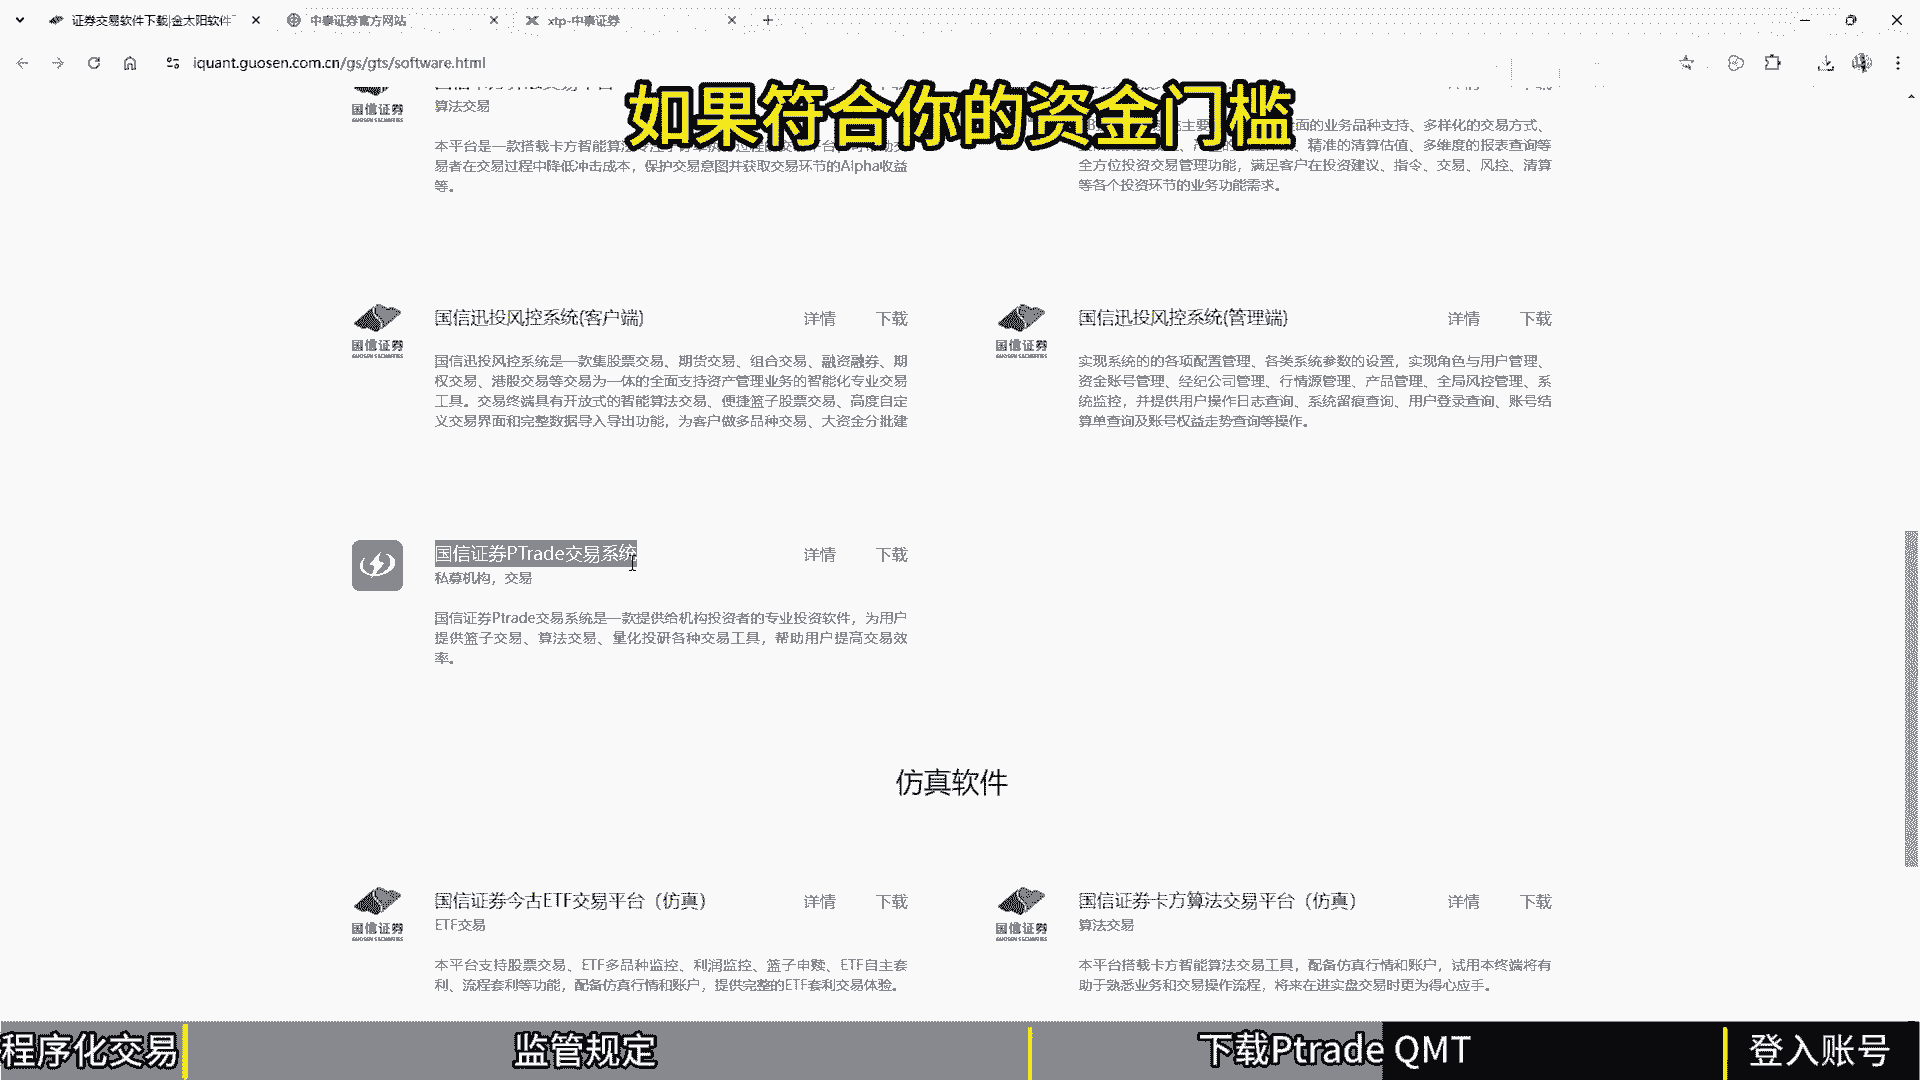 证券交易软件下载|金太阳软件
中泰证券官方网站
xtp-中泰证券
iquant.guosen.com.cn/gs/gts/software.html
如果符合你的资金门槛
国信证券
GUOSEN SECURITIES
算法交易
易者在交易过程中降低冲击成本，保护交易意图并获取交易环节的Alpha收益
等。
面的业务品种支持、多样化的交易方式、
精准的清算估值、多维度的报表查询等
全方位投资交易管理功能，满足客户在投资建议、指令、交易、风控、清算
等各个投资环节的业务功能需求。
国信证券
GUOSEN SECURITIES
国信迅投风控系统(客户端)
详情
下载
国信迅投风控系统是一款集股票交易、期货交易、组合交易、融资融券、期
权交易、港股交易等交易为一体的全面支持资产管理业务的智能化专业交易
工具。交易终端具有开放式的智能算法交易、便捷篮子股票交易、高度自定
义交易界面和完整数据导入导出功能，为客户做多品种交易、大资金分批建
国信证券
GUOSEN SECURITIES
国信迅投风控系统(管理端)
详情
下载
实现系统的的各项配置管理、各类系统参数的设置，实现角色与用户管理、
资金账号管理、经纪公司管理、行情源管理、产品管理、全局风控管理、系
统监控，并提供用户操作日志查询、系统留痕查询、用户登录查询、账号结
算单查询及账号权益走势查询等操作。
国信证券PTrade交易系统
详情
下载
私募机构，交易
国信证券Ptrade交易系统是一款提供给机构投资者的专业投资软件，为用户
提供篮子交易、算法交易、量化投研各种交易工具，帮助用户提高交易效
率。
仿真软件
国信证券
GUOSEN SECURITIES
国信证券今古ETF交易平台（仿真）
详情
下载
ETF交易
本平台支持股票交易、ETF多品种监控、利润监控、篮子申赎、ETF自主套
利、流程套利等功能，配备仿真行情和账户，提供完整的ETF套利交易体验。
国信证券
GUOSEN SECURITIES
国信证券卡方算法交易平台（仿真）
详情
下载
算法交易
本平台搭载卡方智能算法交易工具，配备仿真行情和账户，试用本终端将有
助于熟悉业务和交易操作流程，将来在进实盘交易时更为得心应手。
程序化交易
监管规定
下载Ptrade QMT
登入账号